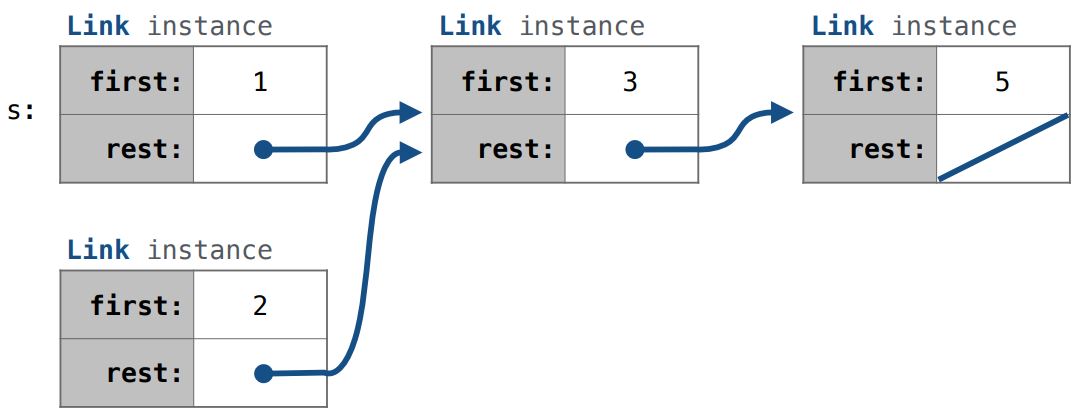 Link instance
s:
first: 1
rest:
Link instance
first: 3
rest:
Link instance
first: 5
rest:
Link instance
first: 2
rest: